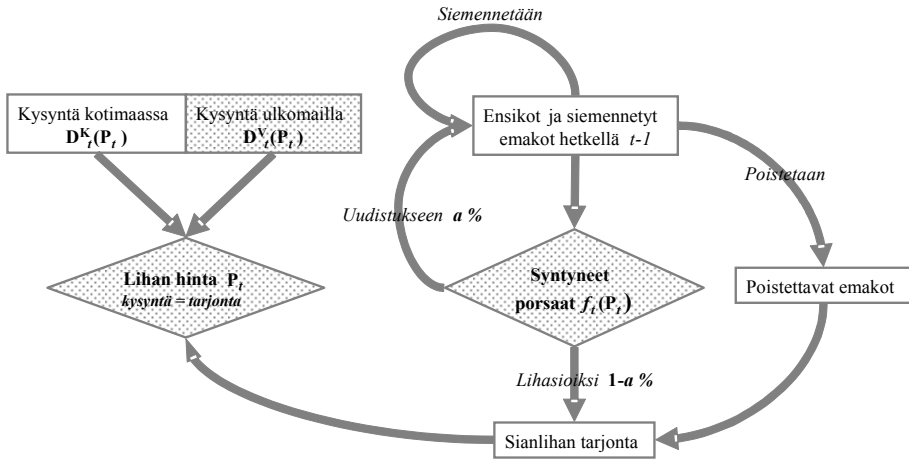 Siemennetään
Kysyntä kotimaassa
D^K_t(P_t)
Kysyntä ulkomailla
D^V_t(P_t)
Ensikot ja siemennetyt
emakot hetkellä t-1
Poistetaan
Uudistukseen a %
Lihan hinta P_t
kysyntä = tarjonta
Syntyneet
porsaat f_t(P_t)
Poistettavat emakot
Lihasioiksi 1-a %
Sianlihan tarjonta